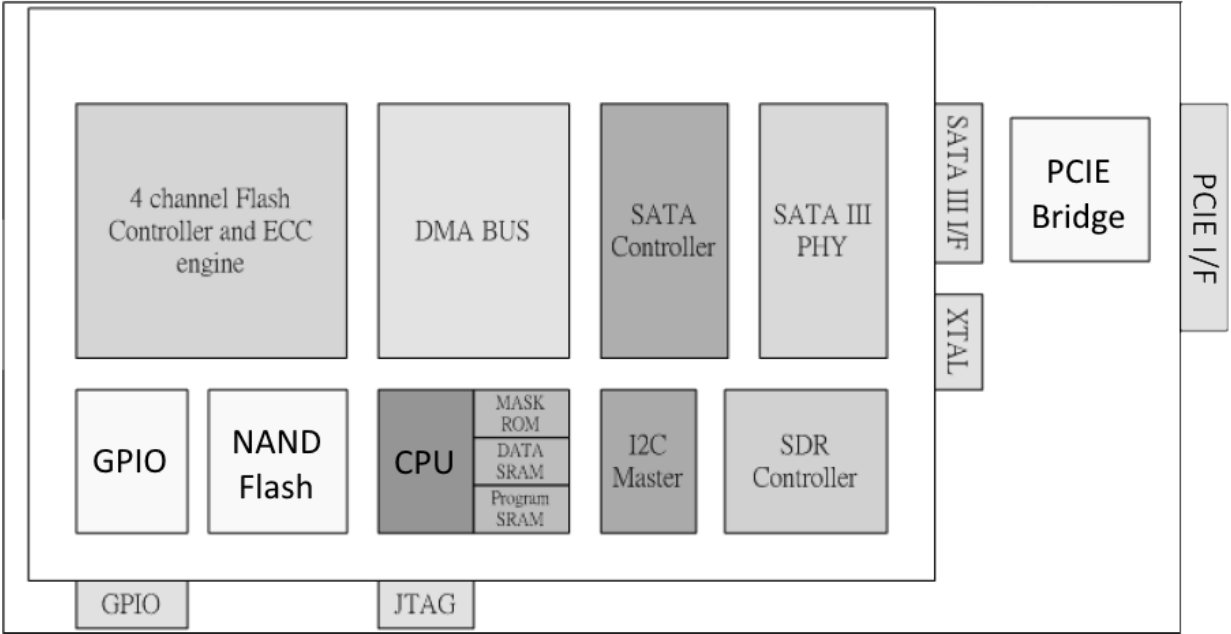 4 channel Flash
Controller and ECC
engine
DMA BUS
SATA
Controller
SATA III
PHY
SATA III I/F
PCIE
Bridge
PCIE I/F
XTAL
GPIO
NAND
Flash
CPU
MASK
ROM
DATA
SRAM
Program
SRAM
I2C
Master
SDR
Controller
GPIO
JTAG